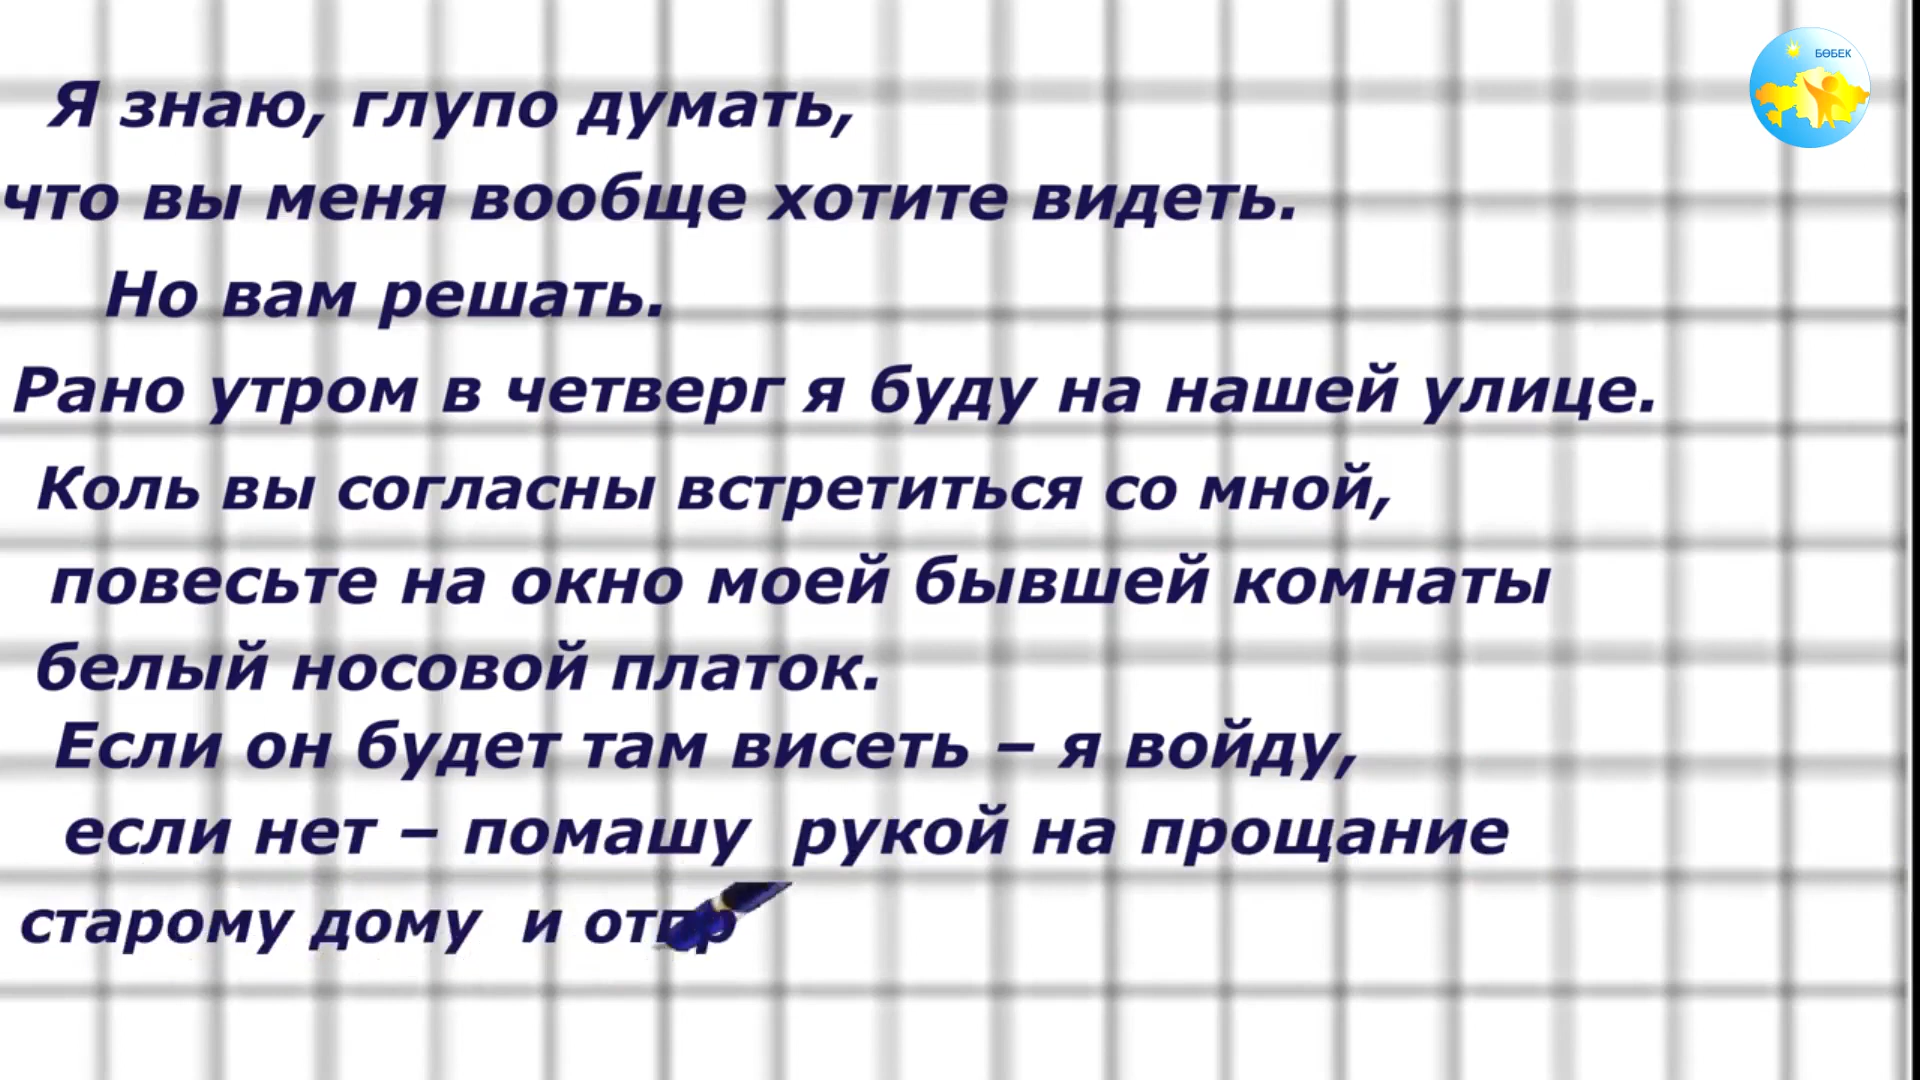 БӨБЕК
Я знаю, глупо думать,
что вы меня вообще хотите видеть.
Но вам решать.
Рано утром в четверг я буду на нашей улице.
Коль вы согласны встретиться со мной,
повесьте на окно моей бывшей комнаты
белый носовой платок.
Если он будет там висеть – я войду,
если нет – помашу рукой на прощание
старому дому и отпр